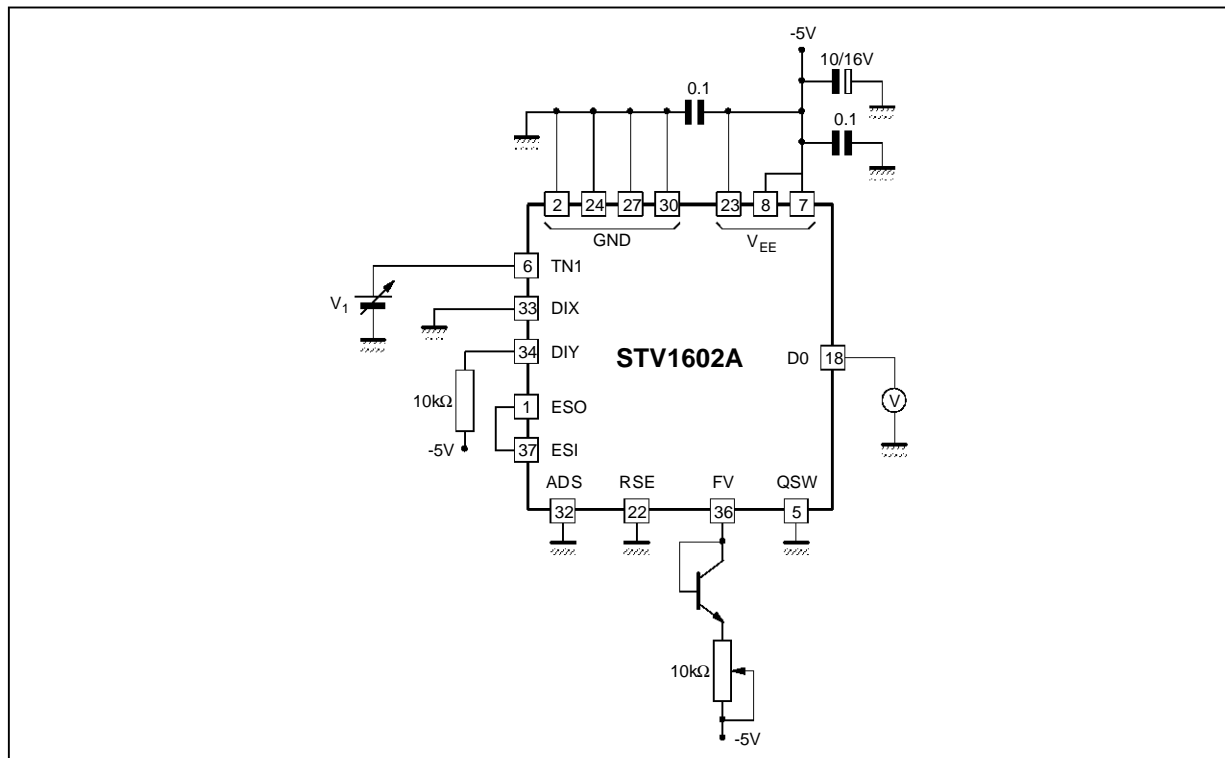 -5V
10/16V
0.1
0.1
2 24 27 30 23 8 7
GND
VEE
6 TN1
V1
33 DIX
34 DIY
STV1602A
D0 18
10kΩ
1 ESO
V
-5V
37 ESI
ADS RSE FV QSW
32 22 36 5
10kΩ
-5V